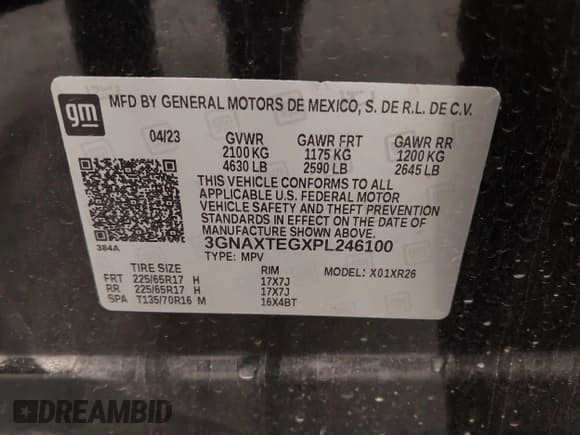 gm
MFD BY GENERAL MOTORS DE MEXICO, S. DE R.L. DE C.V.
04/23 GVWR GAWR FRT GAWR RR
2100 KG 1175 KG 1200 KG
4630 LB 2590 LB 2645 LB
THIS VEHICLE CONFORMS TO ALL
APPLICABLE U.S. FEDERAL MOTOR
VEHICLE SAFETY AND THEFT PREVENTION
STANDARDS IN EFFECT ON THE DATE OF
MANUFACTURE SHOWN ABOVE.
384A 3GNAXTEGXPL246100
TYPE: MPV
TIRE SIZE RIM MODEL: X01XR26
FRT 225/65R17 H 17X7J
RR 225/65R17 H 17X7J
SPA T135/70R16 M 16X4BT
DREAMBID